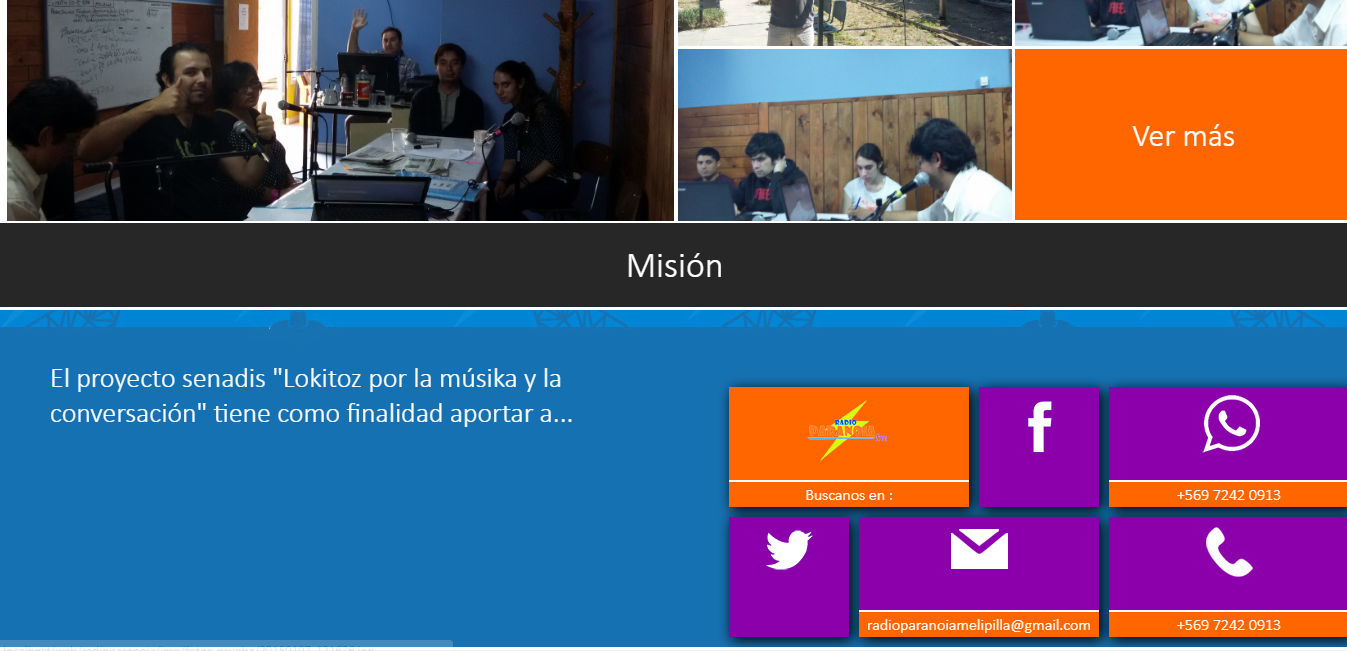 Ver más
Misión
El proyecto senadis "Lokitoz por la músika y la
conversación" tiene como finalidad aportar a...
RADIO
PARANOIA
fm
Buscanos en :
+569 7242 0913
radioparanoiamelipilla@gmail.com
+569 7242 0913